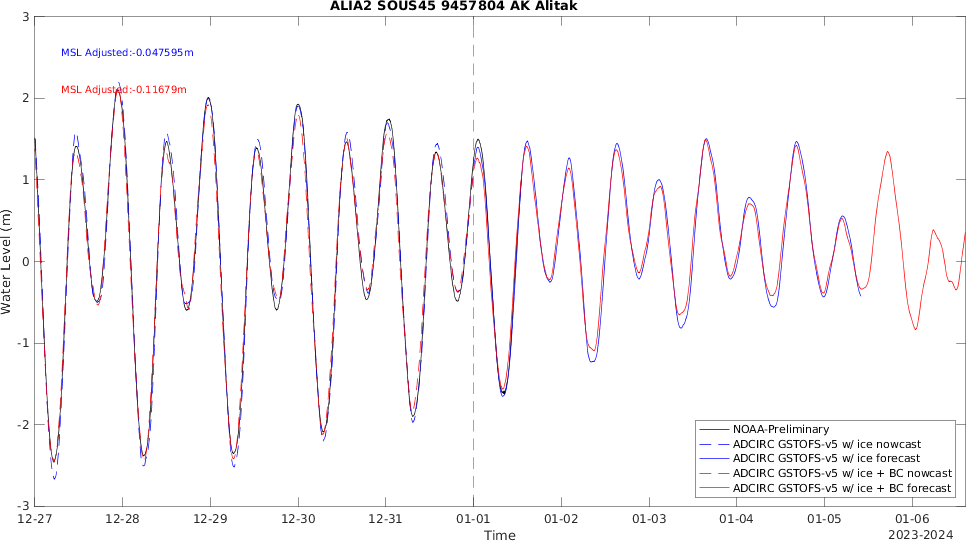 ALIA2 SOUS45 9457804 AK Alitak
MSL Adjusted:-0.047595m
MSL Adjusted:-0.11679m
3
2
1
0
-1
-2
-3
Water Level (m)
NOAA-Preliminary
ADCIRC GSTOFS-v5 w/ ice nowcast
ADCIRC GSTOFS-v5 w/ ice forecast
ADCIRC GSTOFS-v5 w/ ice + BC nowcast
ADCIRC GSTOFS-v5 w/ ice + BC forecast
12-27 12-28 12-29 12-30 12-31 01-01 01-02 01-03 01-04 01-05 01-06
Time
2023-2024